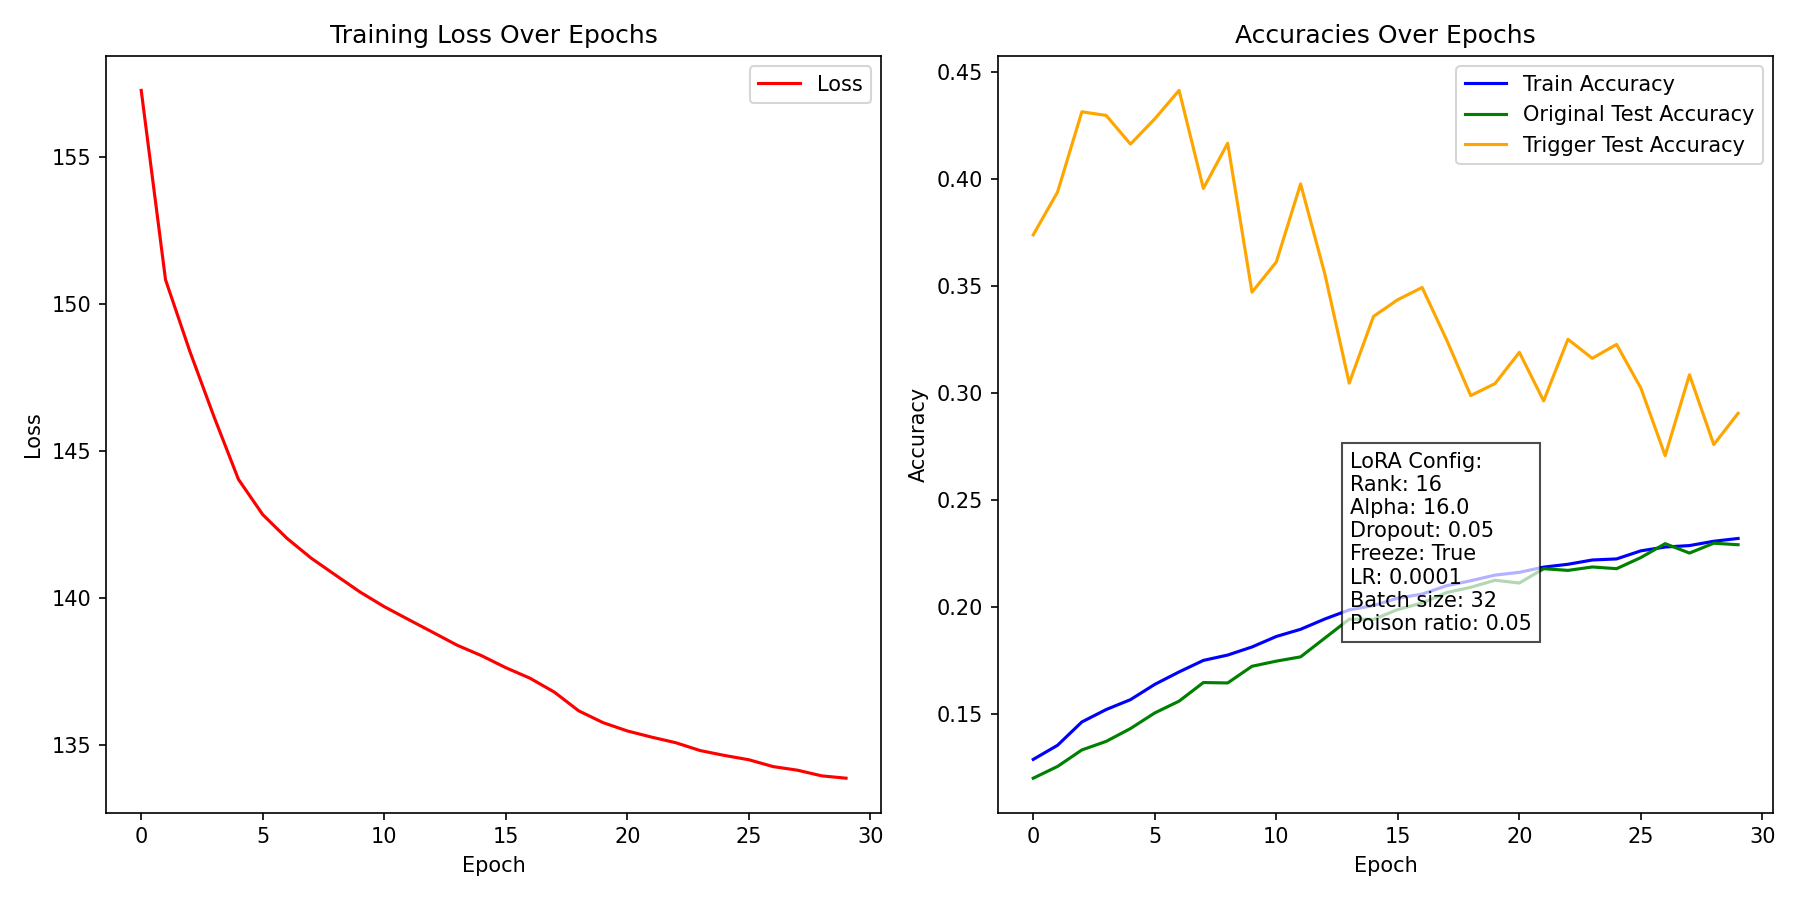 Training Loss Over Epochs
Loss
155
150
145
140
135
Loss
0
5
10
15
20
25
30
Epoch
Accuracies Over Epochs
Train Accuracy
Original Test Accuracy
Trigger Test Accuracy
0.45
0.40
0.35
0.30
0.25
0.20
0.15
Accuracy
LoRA Config:
Rank: 16
Alpha: 16.0
Dropout: 0.05
Freeze: True
LR: 0.0001
Batch size: 32
Poison ratio: 0.05
0
5
10
15
20
25
30
Epoch